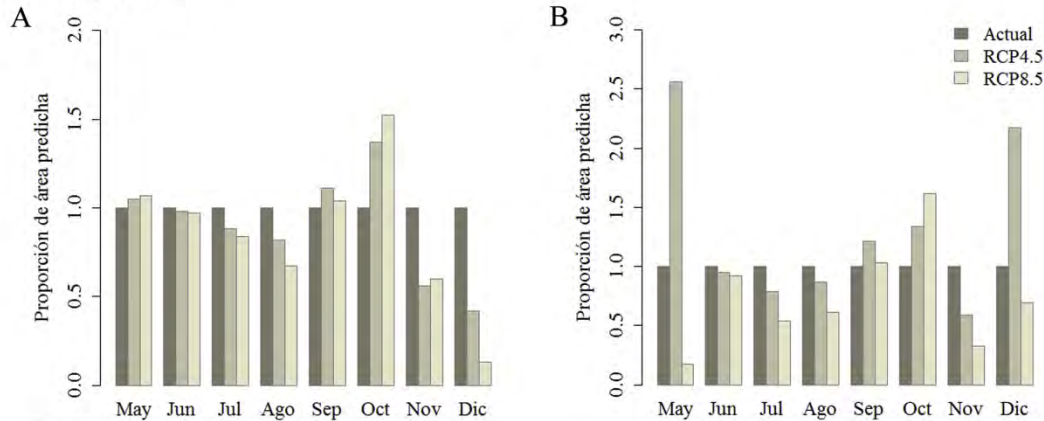 A
Proporción de área predicha
2.0
1.5
1.0
0.5
0.0
May Jun Jul Ago Sep Oct Nov Dic
B
Proporción de área predicha
3.0
2.5
2.0
1.5
1.0
0.5
0.0
May Jun Jul Ago Sep Oct Nov Dic
Actual
RCP4.5
RCP8.5